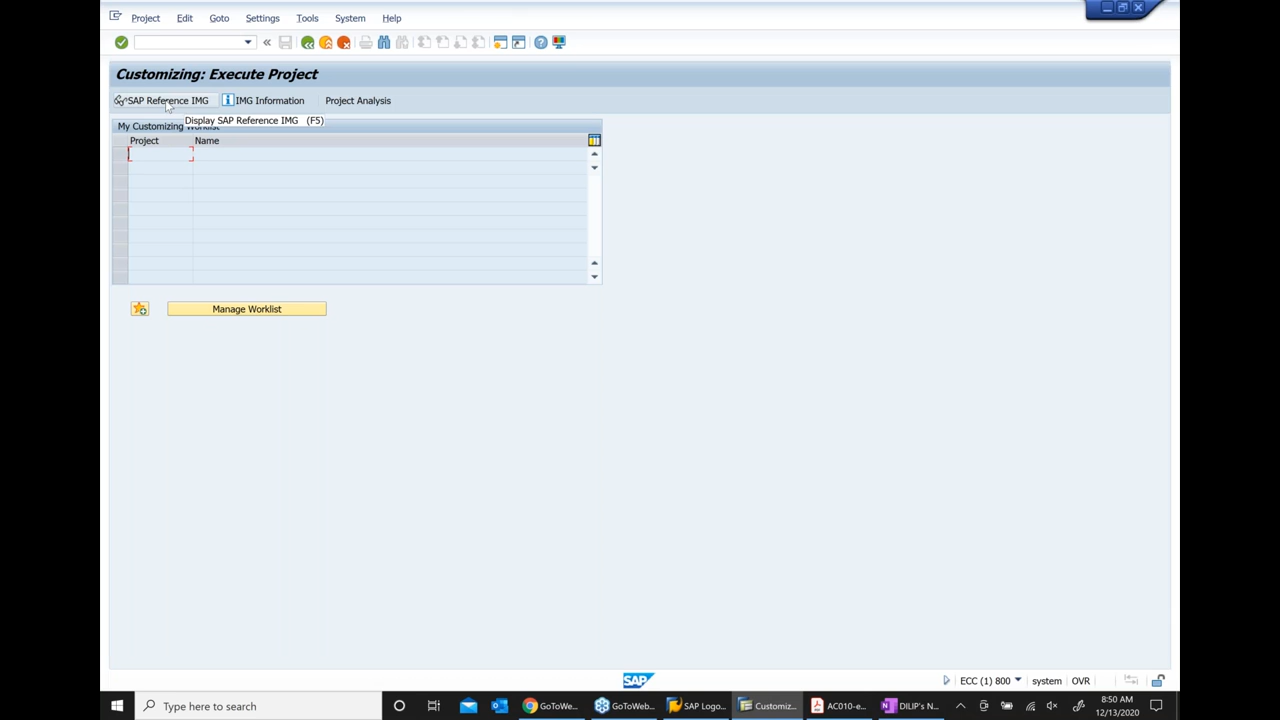 Project Edit Goto Settings Tools System Help
Customizing: Execute Project
SAP Reference IMG IMG Information Project Analysis
Display SAP Reference IMG (F5)
My Customizing Worklist
Project Name
Manage Worklist
SAP ECC (1) 800 system OVR
Type here to search GoToWe... GoToWeb... SAP Logo... Customiz... AC010-e... DILIP's N... 8:50 AM
12/13/2020